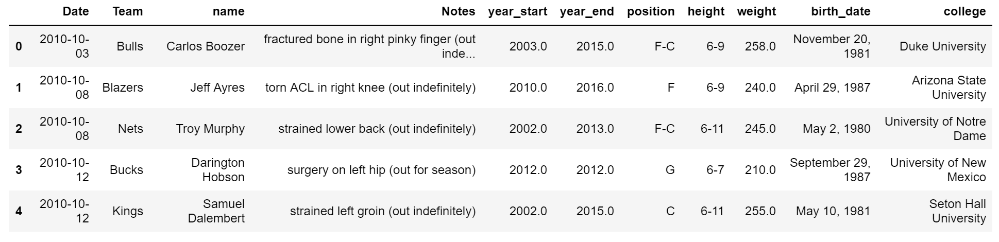 Date Team name Notes year_start year_end position height weight birth_date college
0 2010-10-03 Bulls Carlos Boozer fractured bone in right pinky finger (out inde... 2003.0 2015.0 F-C 6-9 258.0 November 20, 1981 Duke University
1 2010-10-08 Blazers Jeff Ayres torn ACL in right knee (out indefinitely) 2010.0 2016.0 F 6-9 240.0 April 29, 1987 Arizona State University
2 2010-10-08 Nets Troy Murphy strained lower back (out indefinitely) 2002.0 2013.0 F-C 6-11 245.0 May 2, 1980 University of Notre Dame
3 2010-10-12 Bucks Darington Hobson surgery on left hip (out for season) 2012.0 2012.0 G 6-7 210.0 September 29, 1987 University of New Mexico
4 2010-10-12 Kings Samuel Dalembert strained left groin (out indefinitely) 2002.0 2015.0 C 6-11 255.0 May 10, 1981 Seton Hall University